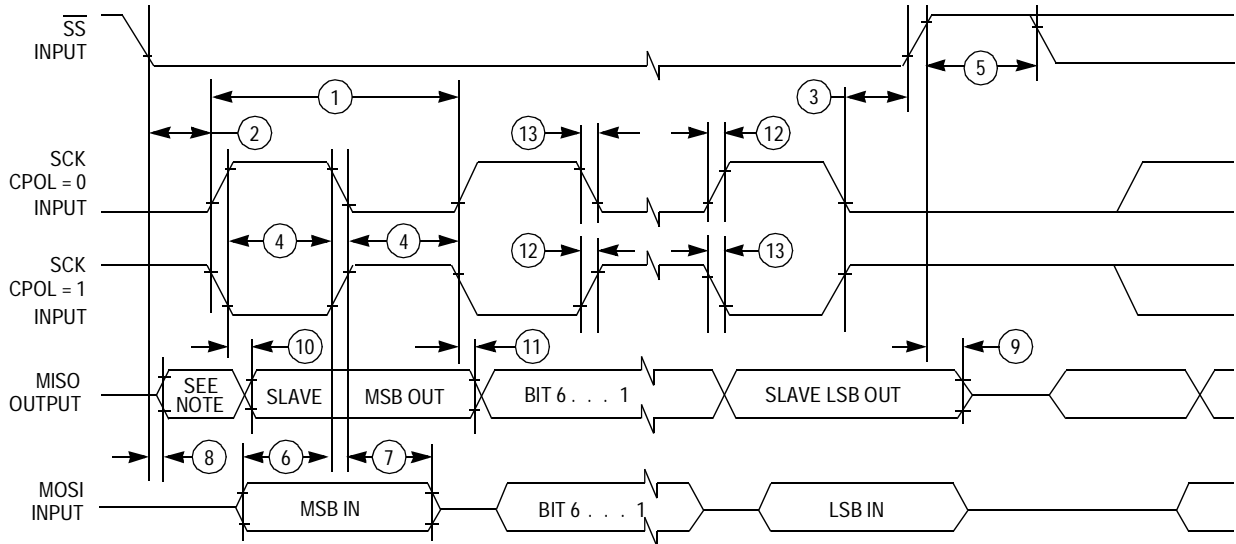 SS
INPUT
5
1
3
2
13
12
SCK
CPOL = 0
INPUT
4
4
SCK
CPOL = 1
INPUT
12
13
10
11
9
MISO
OUTPUT
SEE
NOTE
SLAVE
MSB OUT
BIT 6 . . . 1
SLAVE LSB OUT
8
6
7
MOSI
INPUT
MSB IN
BIT 6 . . . 1
LSB IN